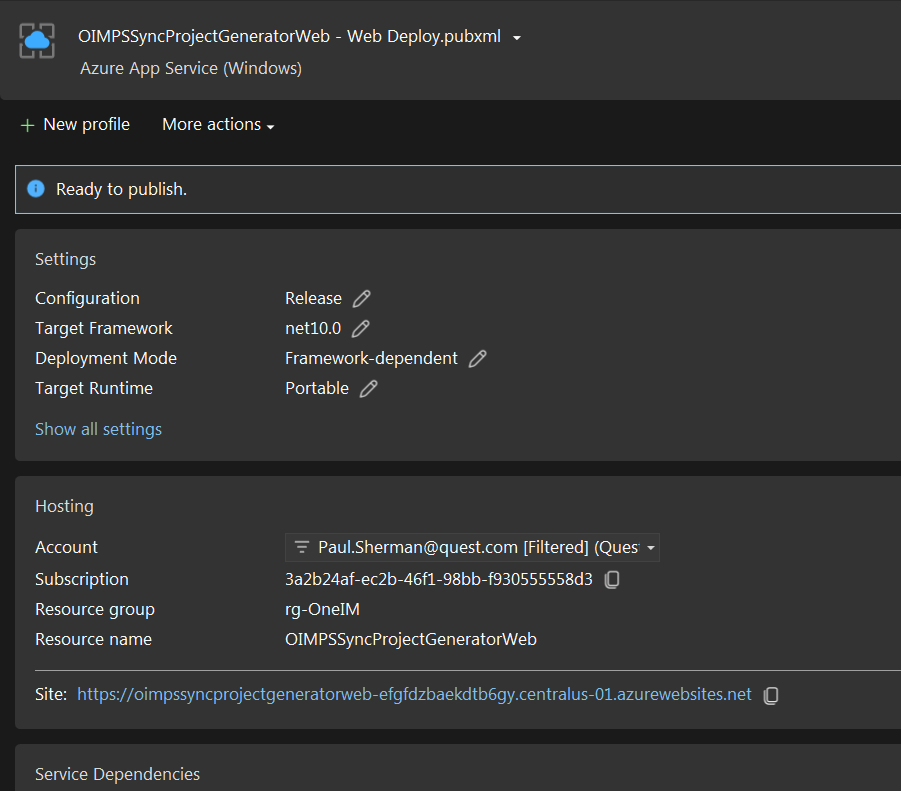 OIMPSSyncProjectGeneratorWeb - Web Deploy.pubxml
Azure App Service (Windows)
New profile More actions
Ready to publish.
Settings
Configuration Release
Target Framework net10.0
Deployment Mode Framework-dependent
Target Runtime Portable
Show all settings
Hosting
Account Paul.Sherman@quest.com [Filtered] (Ques
Subscription 3a2b24af-ec2b-46f1-98bb-f930555558d3
Resource group rg-OneIM
Resource name OIMPSSyncProjectGeneratorWeb
Site: https://oimpssyncprojectgeneratorweb-efgfdzbaekdtb6gy.centralus-01.azurewebsites.net
Service Dependencies